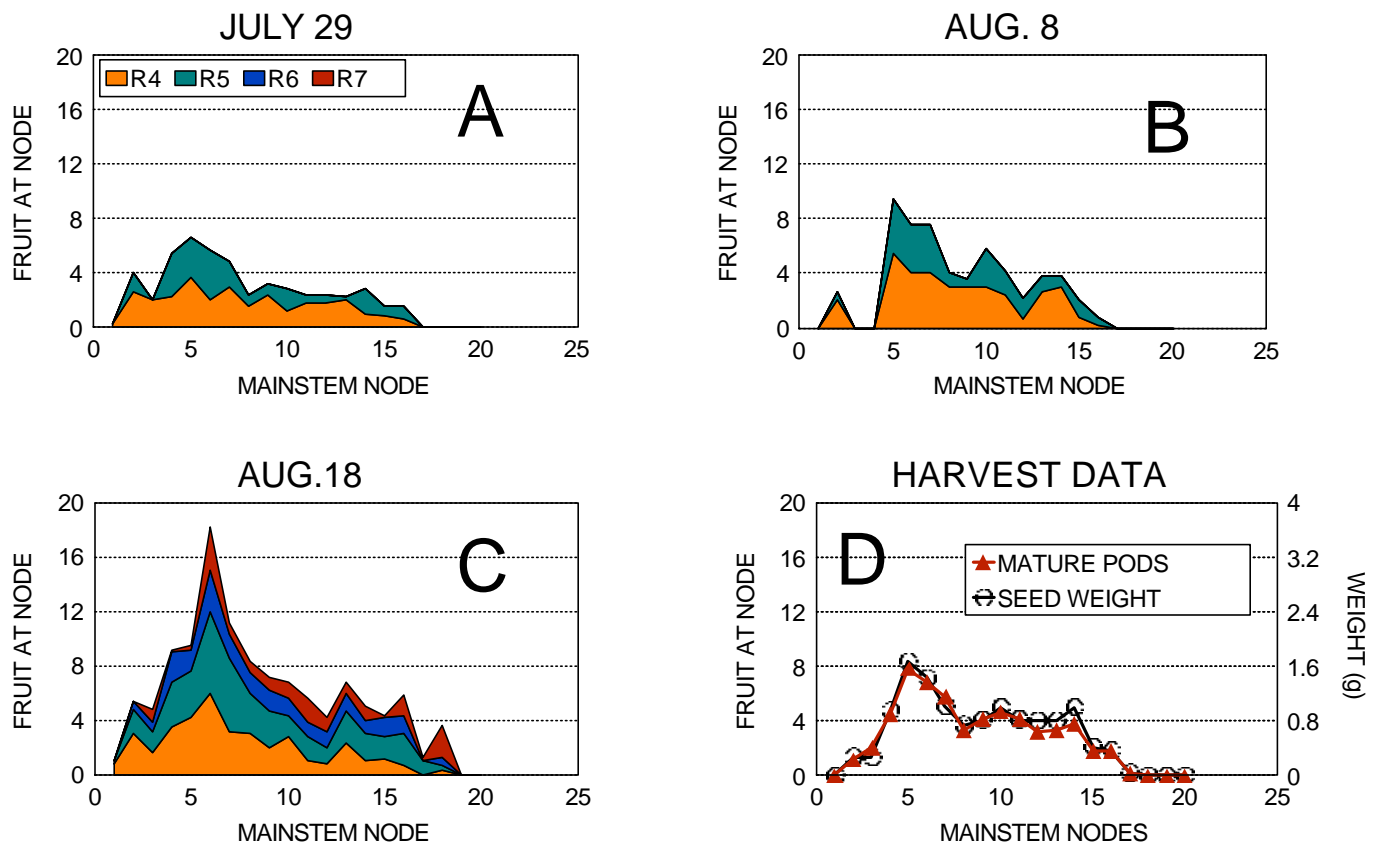 JULY 29
20
16
12
8
4
0
FRUIT AT NODE
R4 R5 R6 R7
A
0 5 10 15 20 25
MAINSTEM NODE
AUG. 8
20
16
12
8
4
0
FRUIT AT NODE
B
0 5 10 15 20 25
MAINSTEM NODE
AUG.18
20
16
12
8
4
0
FRUIT AT NODE
C
0 5 10 15 20 25
MAINSTEM NODE
HARVEST DATA
20
16
12
8
4
0
FRUIT AT NODE
D
MATURE PODS
SEED WEIGHT
4
3.2
2.4
1.6
0.8
0
WEIGHT (g)
0 5 10 15 20 25
MAINSTEM NODES